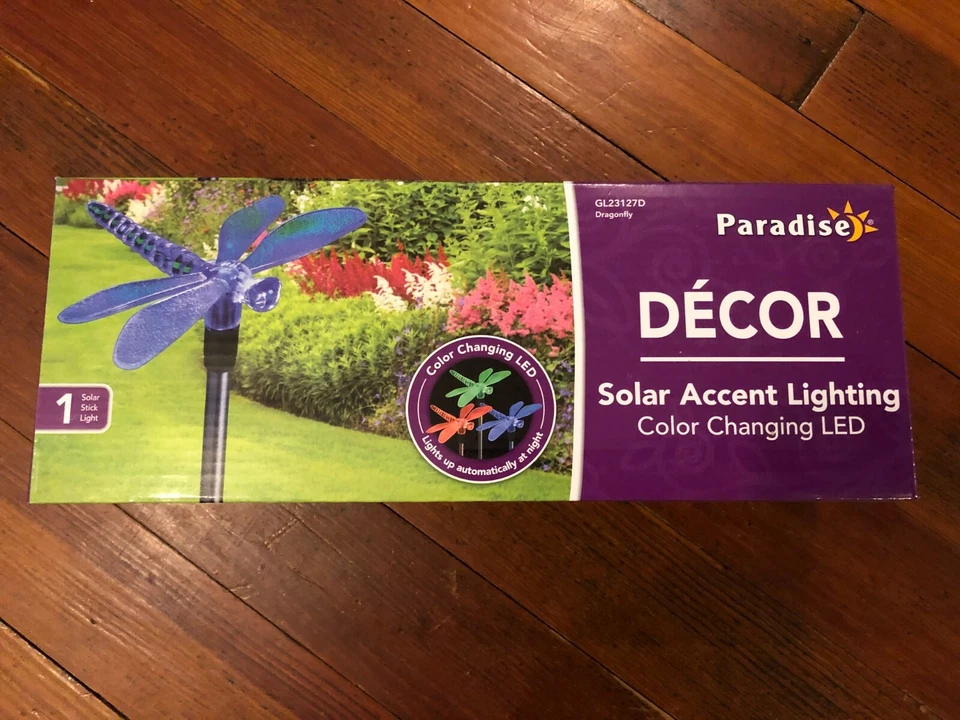 GL23127D
Dragonfly
Paradise®
DÉCOR
Solar Accent Lighting
Color Changing LED
1 Solar
Stick
Light
Color Changing LED
Lights up automatically at night